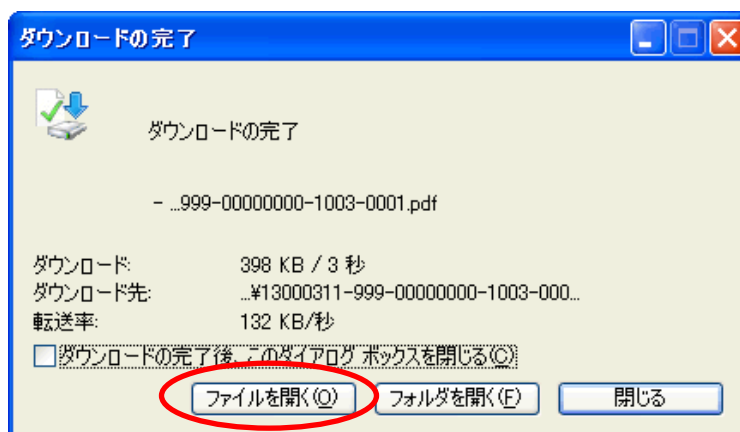 ダウンロードの完了
ダウンロードの完了
- ...999-00000000-1003-0001.pdf
ダウンロード: 398 KB / 3 秒
ダウンロード先: ...¥13000311-999-00000000-1003-000...
転送率: 132 KB/秒
ダウンロードの完了後、このダイアログ ボックスを閉じる(C)
ファイルを開く(O) フォルダを開く(F) 閉じる